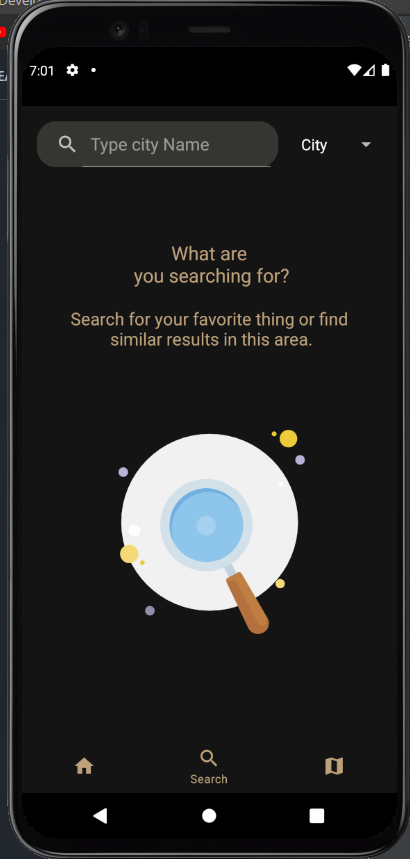 7:01
Type city Name
City
What are
you searching for?
Search for your favorite thing or find
similar results in this area.
Search